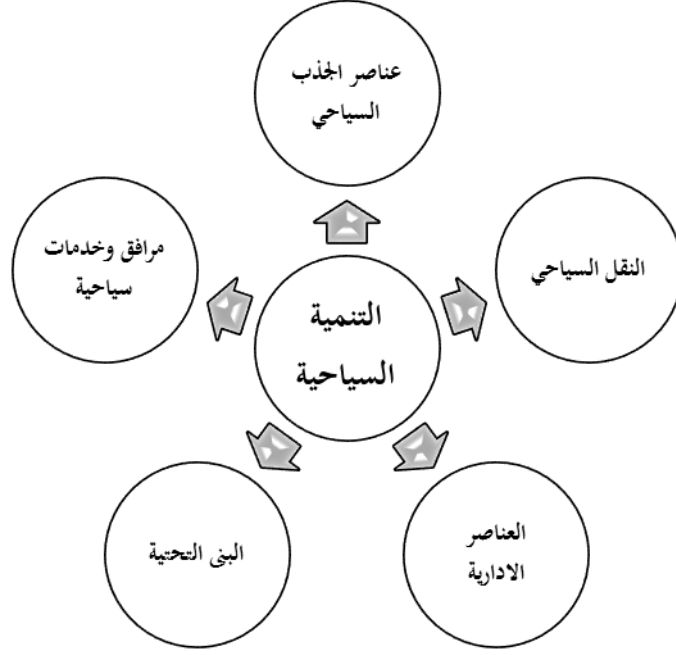 عناصر الجذب
السياحي
النقل السياحي
مرافق وخدمات
سياحية
التنمية
السياحية
العناصر
الادارية
البنى التحتية